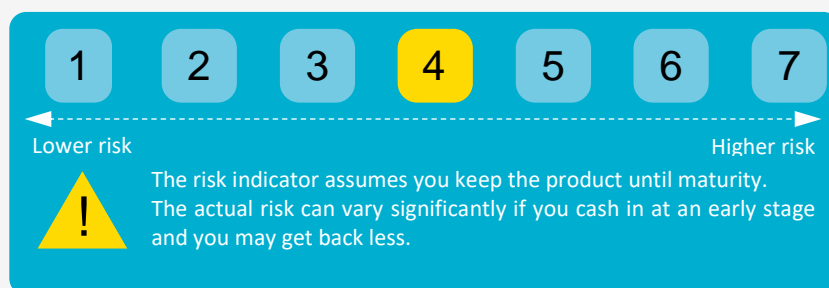 1 2 3 4 5 6 7
Lower risk Higher risk
! The risk indicator assumes you keep the product until maturity.
The actual risk can vary significantly if you cash in at an early stage
and you may get back less.